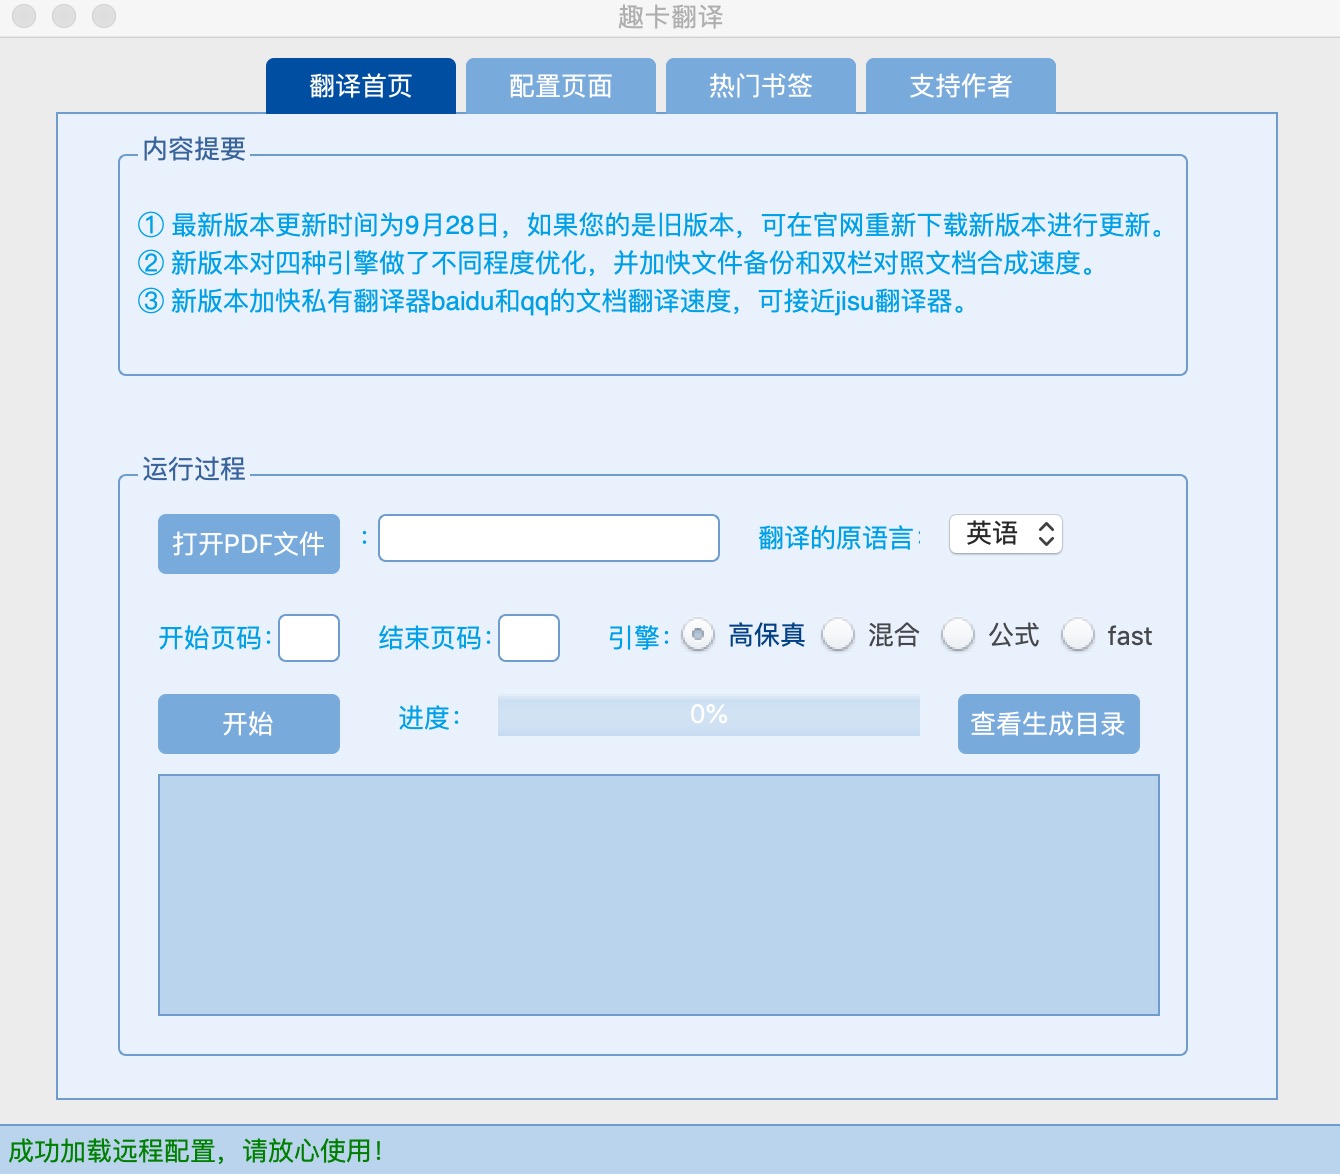 趣卡翻译
翻译首页 配置页面 热门书签 支持作者
内容提要
① 最新版本更新时间为9月28日，如果您的是旧版本，可在官网重新下载新版本进行更新。
② 新版本对四种引擎做了不同程度优化，并加快文件备份和双栏对照文档合成速度。
③ 新版本加快私有翻译器baidu和qq的文档翻译速度，可接近jisu翻译器。
运行过程
打开PDF文件 : 翻译的原语言: 英语
开始页码: 结束页码: 引擎: 高保真 混合 公式 fast
开始 进度: 0% 查看生成目录
成功加载远程配置，请放心使用！